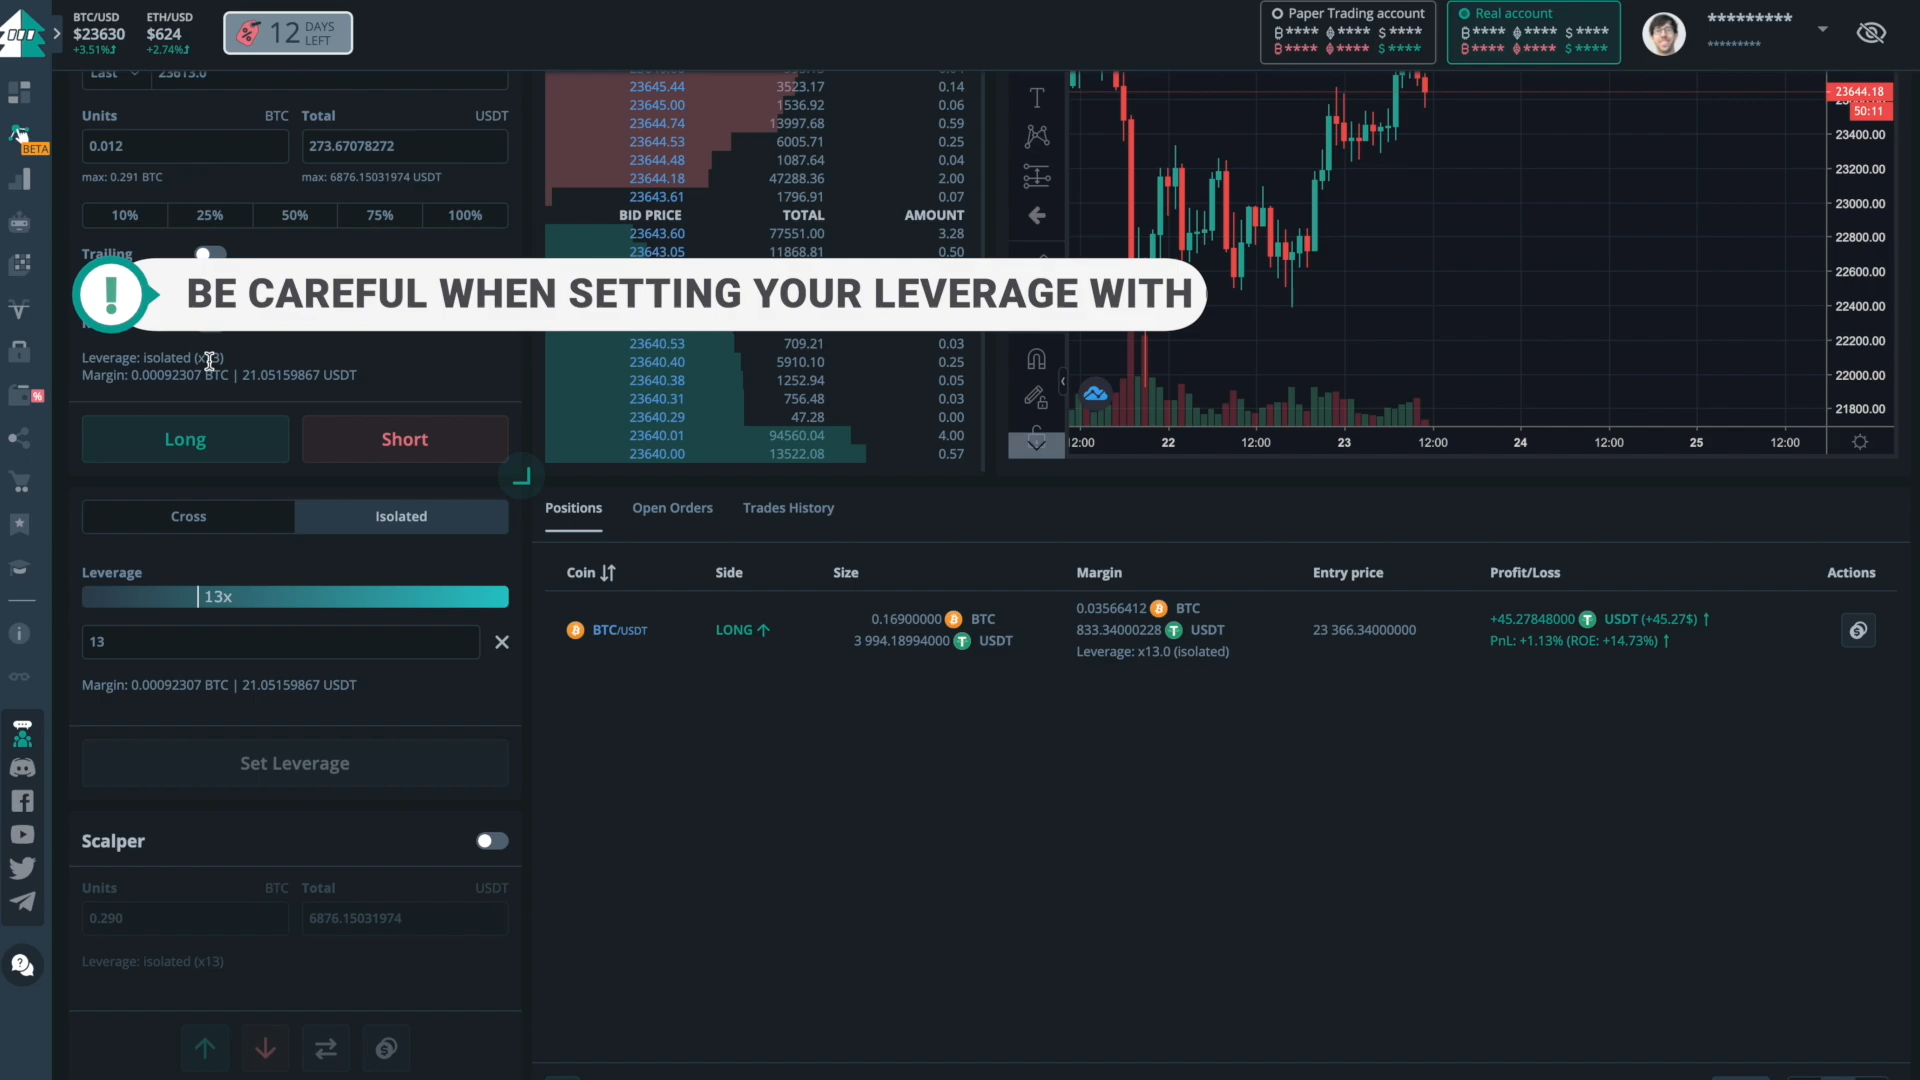 BTC/USD ETH/USD
$23630 $624
+3.51% +2.74%
12 DAYS LEFT
Paper Trading account
**** **** $****
**** **** $****
Real account
**** **** $****
**** **** $****
*********
*********
BETA
%
Last 23613.0
Units BTC Total USDT
0.012 273.67078272
max: 0.291 BTC max: 6876.15031974 USDT
10% 25% 50% 75% 100%
Trailing
! BE CAREFUL WHEN SETTING YOUR LEVERAGE WITH
Leverage: isolated (x13)
Margin: 0.00092307 BTC | 21.05159867 USDT
Long Short
Cross Isolated
Leverage
13x
13
Margin: 0.00092307 BTC | 21.05159867 USDT
Set Leverage
Scalper
Units BTC Total USDT
0.290 6876.15031974
Leverage: isolated (x13)
23645.44 3523.17 0.14
23645.00 1536.92 0.06
23644.74 13997.68 0.59
23644.53 6005.71 0.25
23644.48 1087.64 0.04
23644.18 47288.36 2.00
23643.61 1796.91 0.07
BID PRICE TOTAL AMOUNT
23643.60 77551.00 3.28
23643.05 11868.81 0.50
23640.53 709.21 0.03
23640.40 5910.10 0.25
23640.38 1252.94 0.05
23640.31 756.48 0.03
23640.29 47.28 0.00
23640.01 94560.04 4.00
23640.00 13522.08 0.57
23644.18
50:11
23400.00
23200.00
23000.00
22800.00
22600.00
22400.00
22200.00
22000.00
21800.00
12:00 22 12:00 23 12:00 24 12:00 25 12:00
Positions Open Orders Trades History
Coin Side Size Margin Entry price Profit/Loss Actions
BTC/USDT LONG
0.16900000 BTC
3 994.18994000 USDT
0.03566412 BTC
833.34000228 USDT
Leverage: x13.0 (isolated)
23 366.34000000
+45.27848000 USDT (+45.27$)
PnL: +1.13% (ROE: +14.73%)